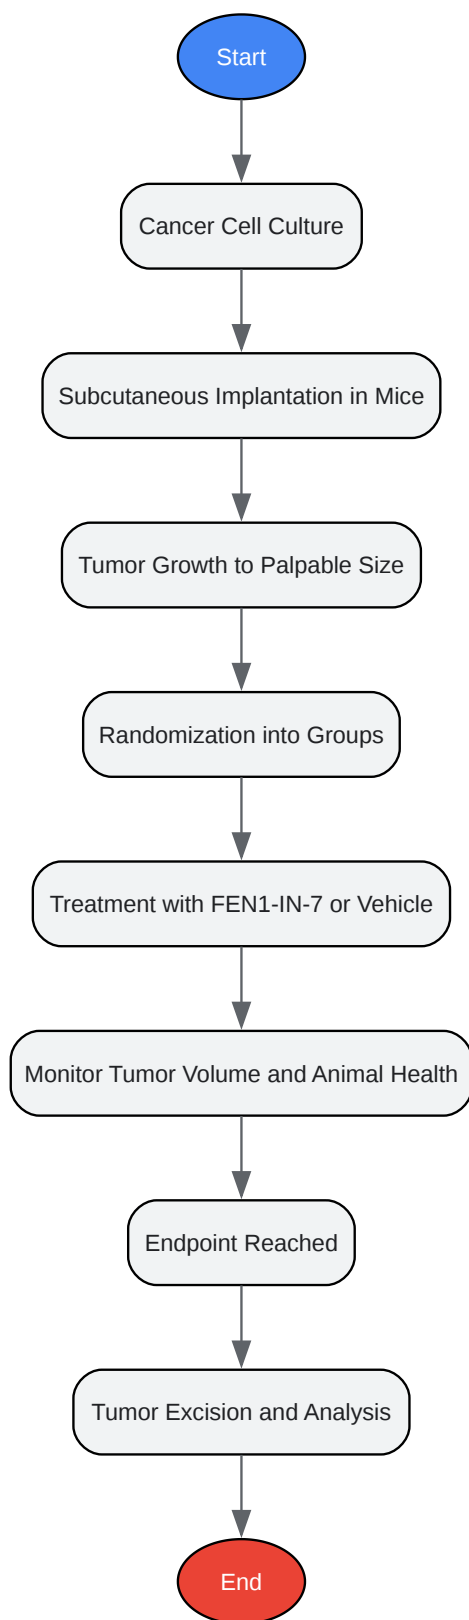 Start
Cancer Cell Culture
Subcutaneous Implantation in Mice
Tumor Growth to Palpable Size
Randomization into Groups
Treatment with FEN1-IN-7 or Vehicle
Monitor Tumor Volume and Animal Health
Endpoint Reached
Tumor Excision and Analysis
End